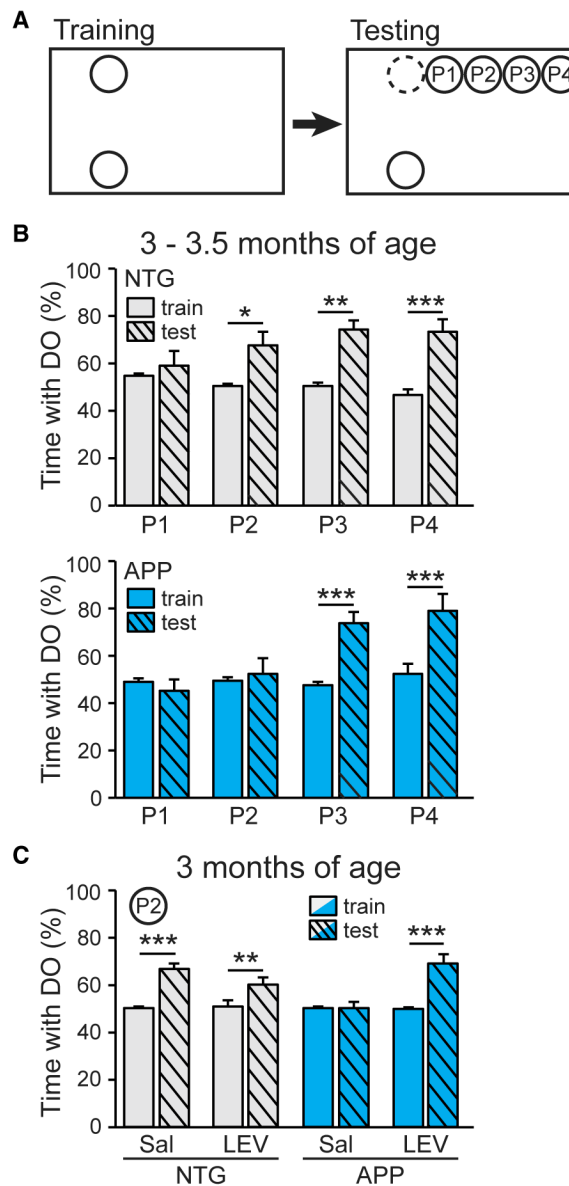 A
Training
Testing
P1 P2 P3 P4
B
3 - 3.5 months of age
Time with DO (%)
100
80
60
40
20
0
NTG
train
test
* ** ***
P1 P2 P3 P4
Time with DO (%)
100
80
60
40
20
0
APP
train
test
*** ***
P1 P2 P3 P4
C
3 months of age
Time with DO (%)
100
80
60
40
20
0
P2
train
test
*** ** ***
Sal LEV Sal LEV
NTG APP